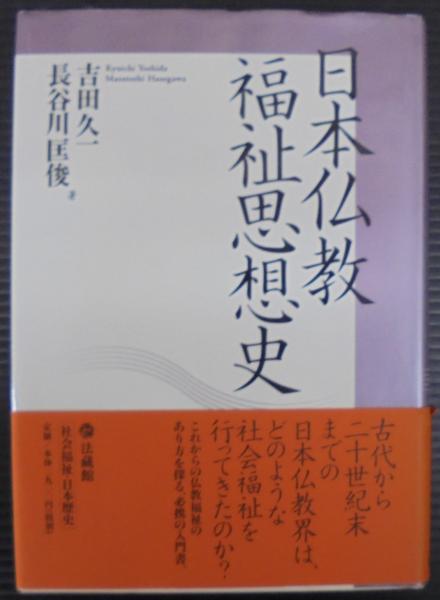 日本仏教
福祉思想史
Kyuichi Yoshida
Masatoshi Hasegawa
吉田久一
長谷川匡俊 著
古代から
二十世紀末
までの
日本仏教界は、
どのような
社会福祉を
行ってきたのか?
これからの仏教福祉の
あり方を探る、必携の入門書。
法藏館
社会福祉・日本歴史